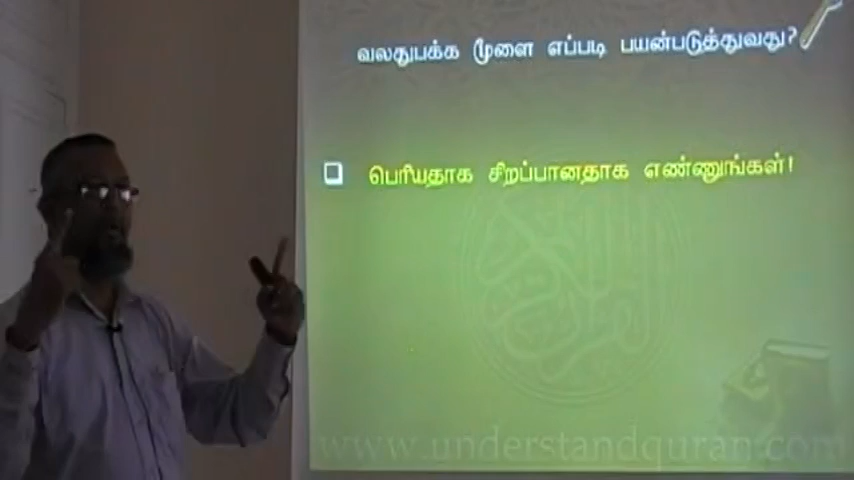 வலதுபக்க மூளை எப்படி பயன்படுத்துவது?
பெரியதாக சிறப்பானதாக எண்ணுங்கள்!
www.understandquran.com